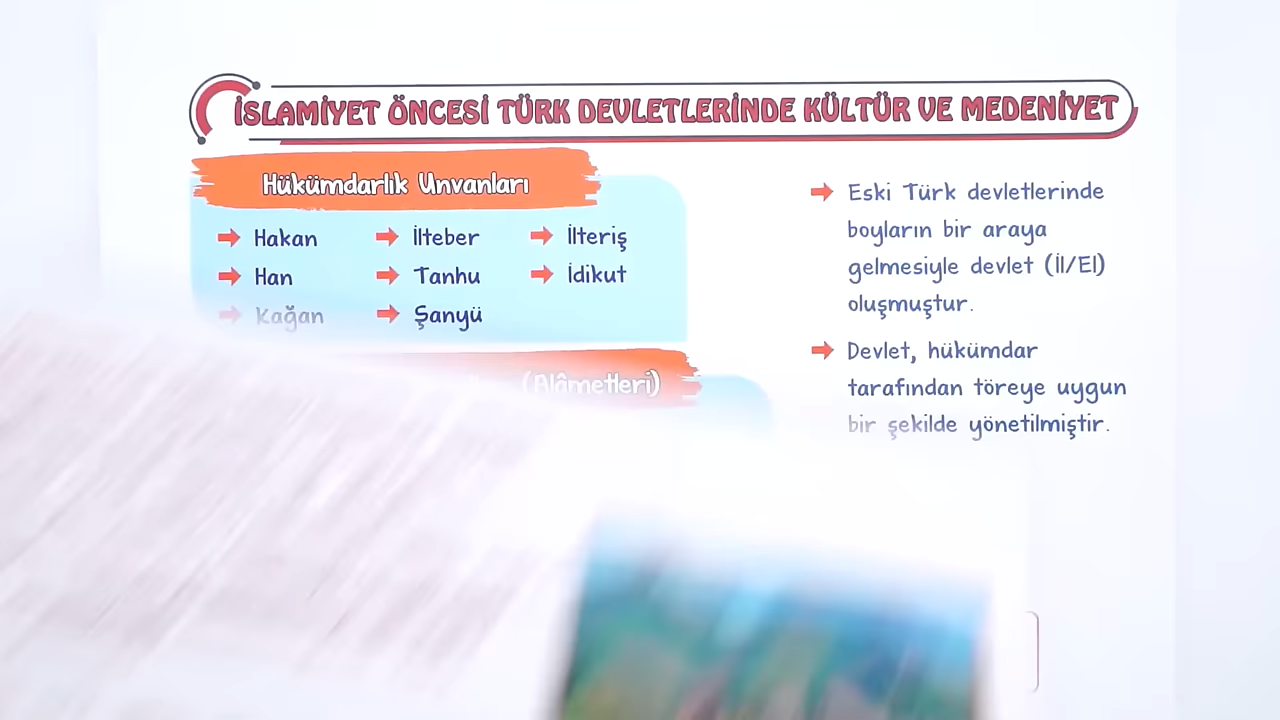 İSLAMİYET ÖNCESİ TÜRK DEVLETLERİNDE KÜLTÜR VE MEDENİYET
Hükümdarlık Unvanları
Hakan
Han
Kağan
İlteber
Tanhu
Şanyü
İlteriş
İdikut
(Alâmetleri)
Eski Türk devletlerinde
boyların bir araya
gelmesiyle devlet (İl/El)
oluşmuştur.
Devlet, hükümdar
tarafından töreye uygun
bir şekilde yönetilmiştir.